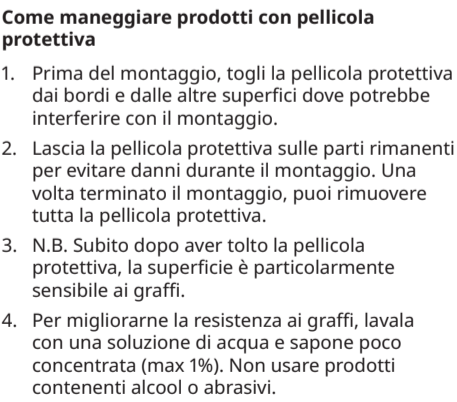 Come maneggiare prodotti con pellicola
protettiva
1. Prima del montaggio, togli la pellicola protettiva
dai bordi e dalle altre superfici dove potrebbe
interferire con il montaggio.
2. Lascia la pellicola protettiva sulle parti rimanenti
per evitare danni durante il montaggio. Una
volta terminato il montaggio, puoi rimuovere
tutta la pellicola protettiva.
3. N.B. Subito dopo aver tolto la pellicola
protettiva, la superficie è particolarmente
sensibile ai graffi.
4. Per migliorarne la resistenza ai graffi, lavala
con una soluzione di acqua e sapone poco
concentrata (max 1%). Non usare prodotti
contenenti alcool o abrasivi.